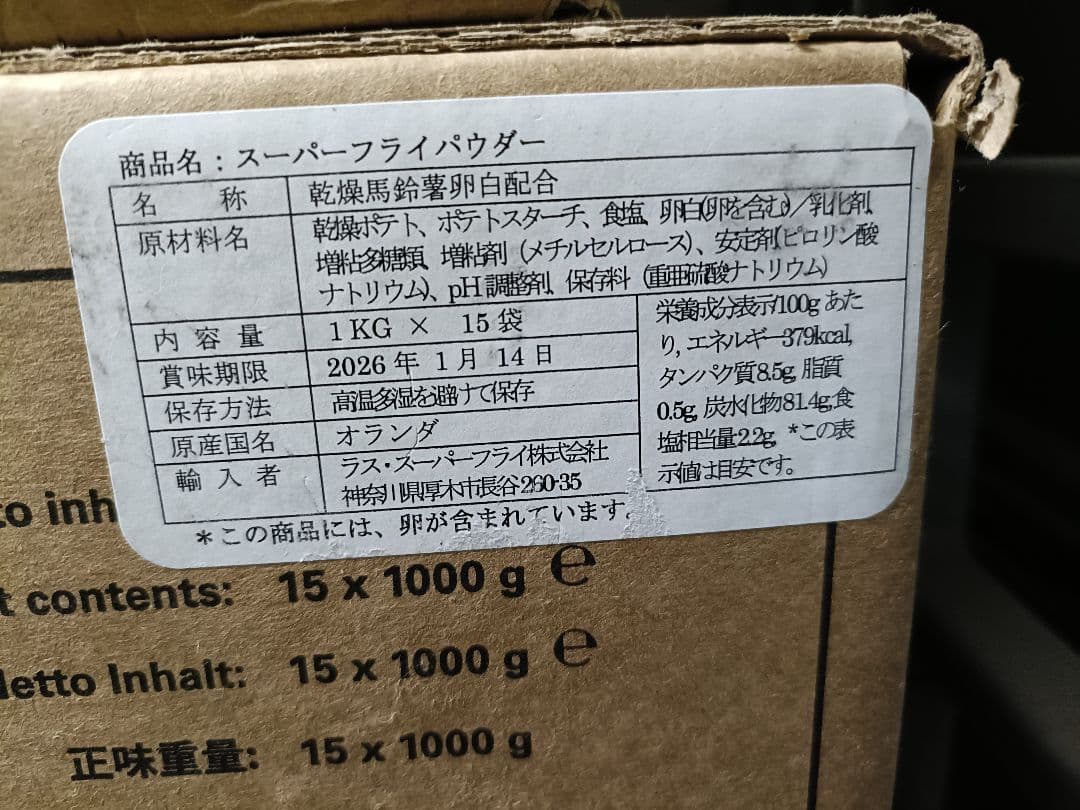 商品名：スーパーフライパウダー
名称 乾燥馬鈴薯卵白配合
原材料名 乾燥ポテト、ポテトスターチ、食塩、卵白(卵を含む)／乳化剤、
増粘多糖類、増粘剤（メチルセルロース）、安定剤(ピロリン酸
ナトリウム)、pH調整剤、保存料（重亜硫酸ナトリウム）
内容量 1KG × 15袋
賞味期限 2026年 1月 14日
保存方法 高温多湿を避けて保存
原産国名 オランダ
輸入者 ラス・スーパーフライ株式会社
神奈川県厚木市長谷260-35
栄養成分表示/100gあた
り,エネルギー379kcal,
タンパク質8.5g,脂質
0.5g,炭水化物81.4g,食
塩相当量2.2g *この表
示値は目安です。
＊この商品には、卵が含まれています。
to inh
t contents: 15 x 1000 g e
Netto Inhalt: 15 x 1000 g e
正味重量: 15 x 1000 g